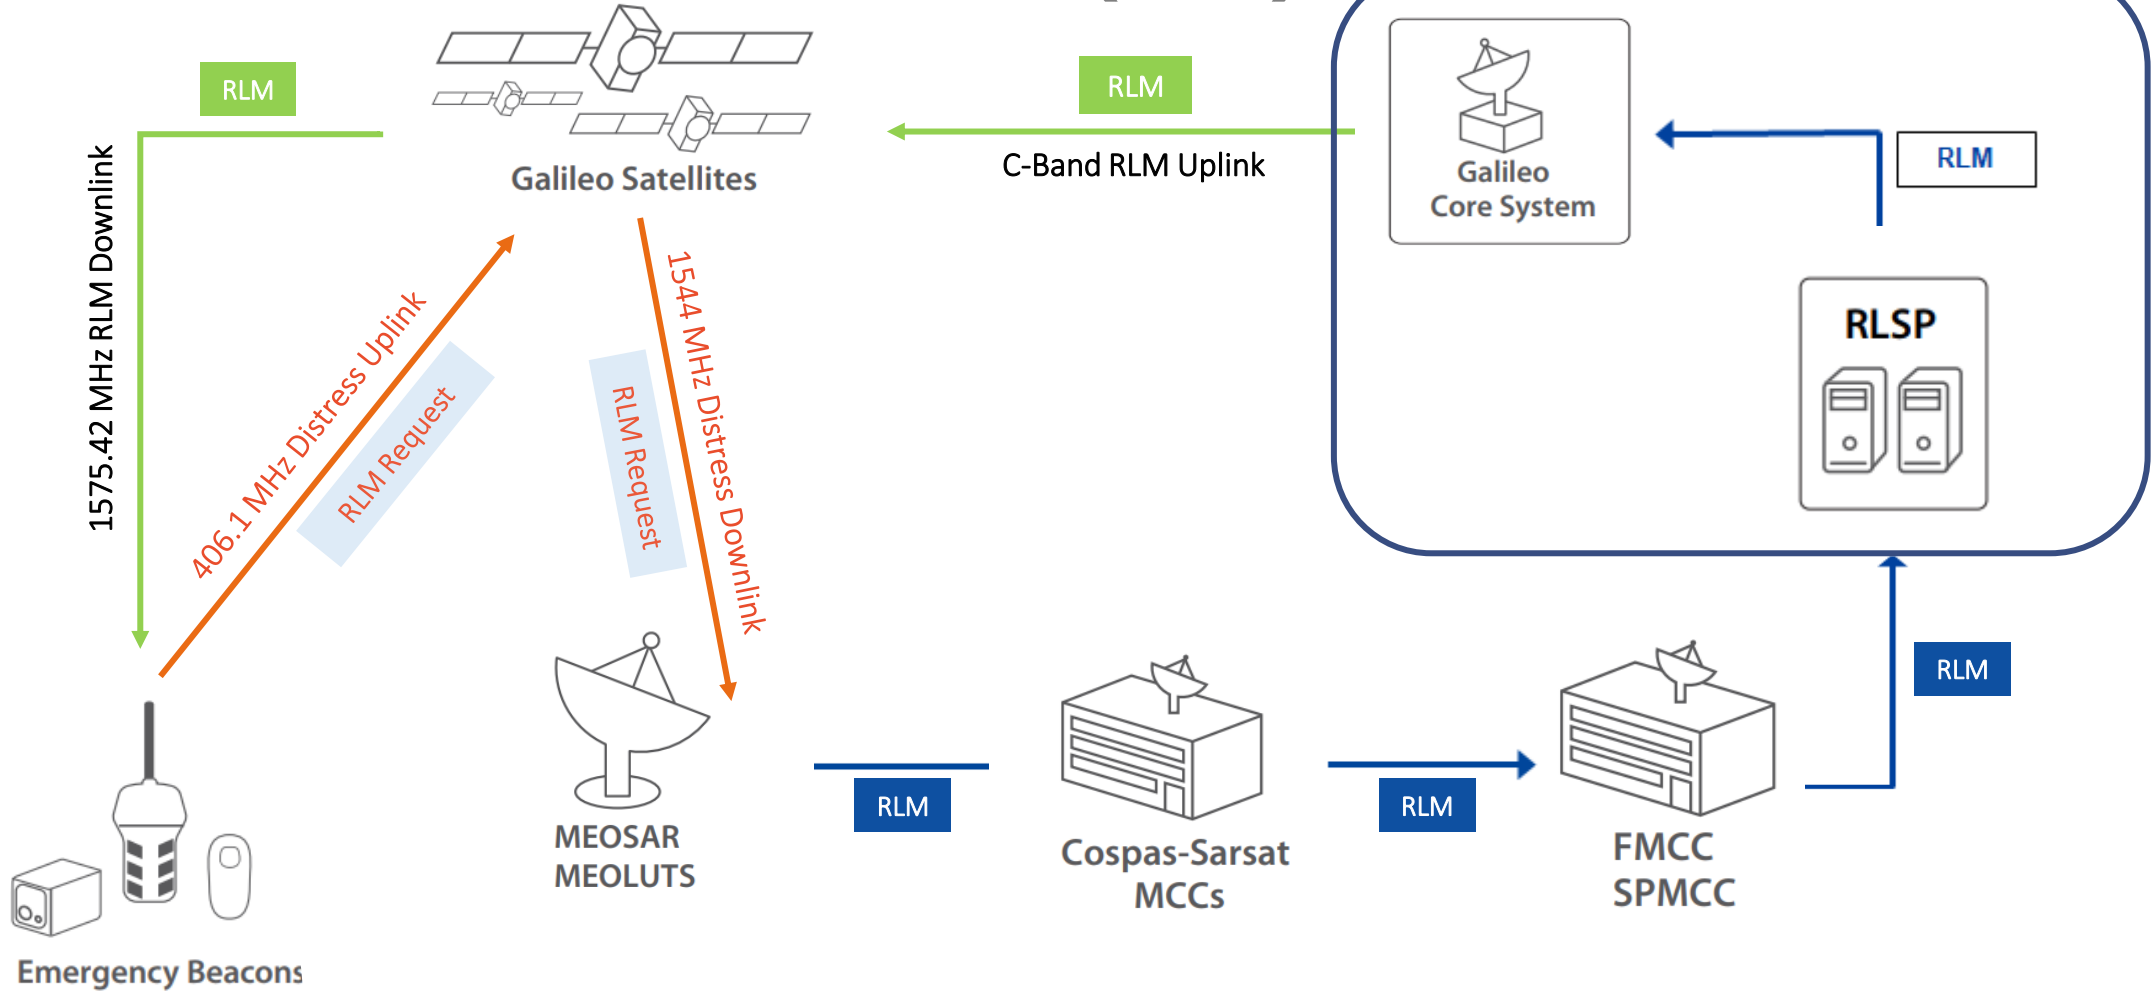 RLM
RLM
Galileo Satellites
C-Band RLM Uplink
Galileo
Core System
RLM
1575.42 MHz RLM Downlink
406.1 MHz Distress Uplink
RLM Request
1544 MHz Distress Downlink
RLM Request
RLSP
RLM
RLM
RLM
MEOSAR
MEOLUTS
Cospas-Sarsat
MCCs
FMCC
SPMCC
Emergency Beacons